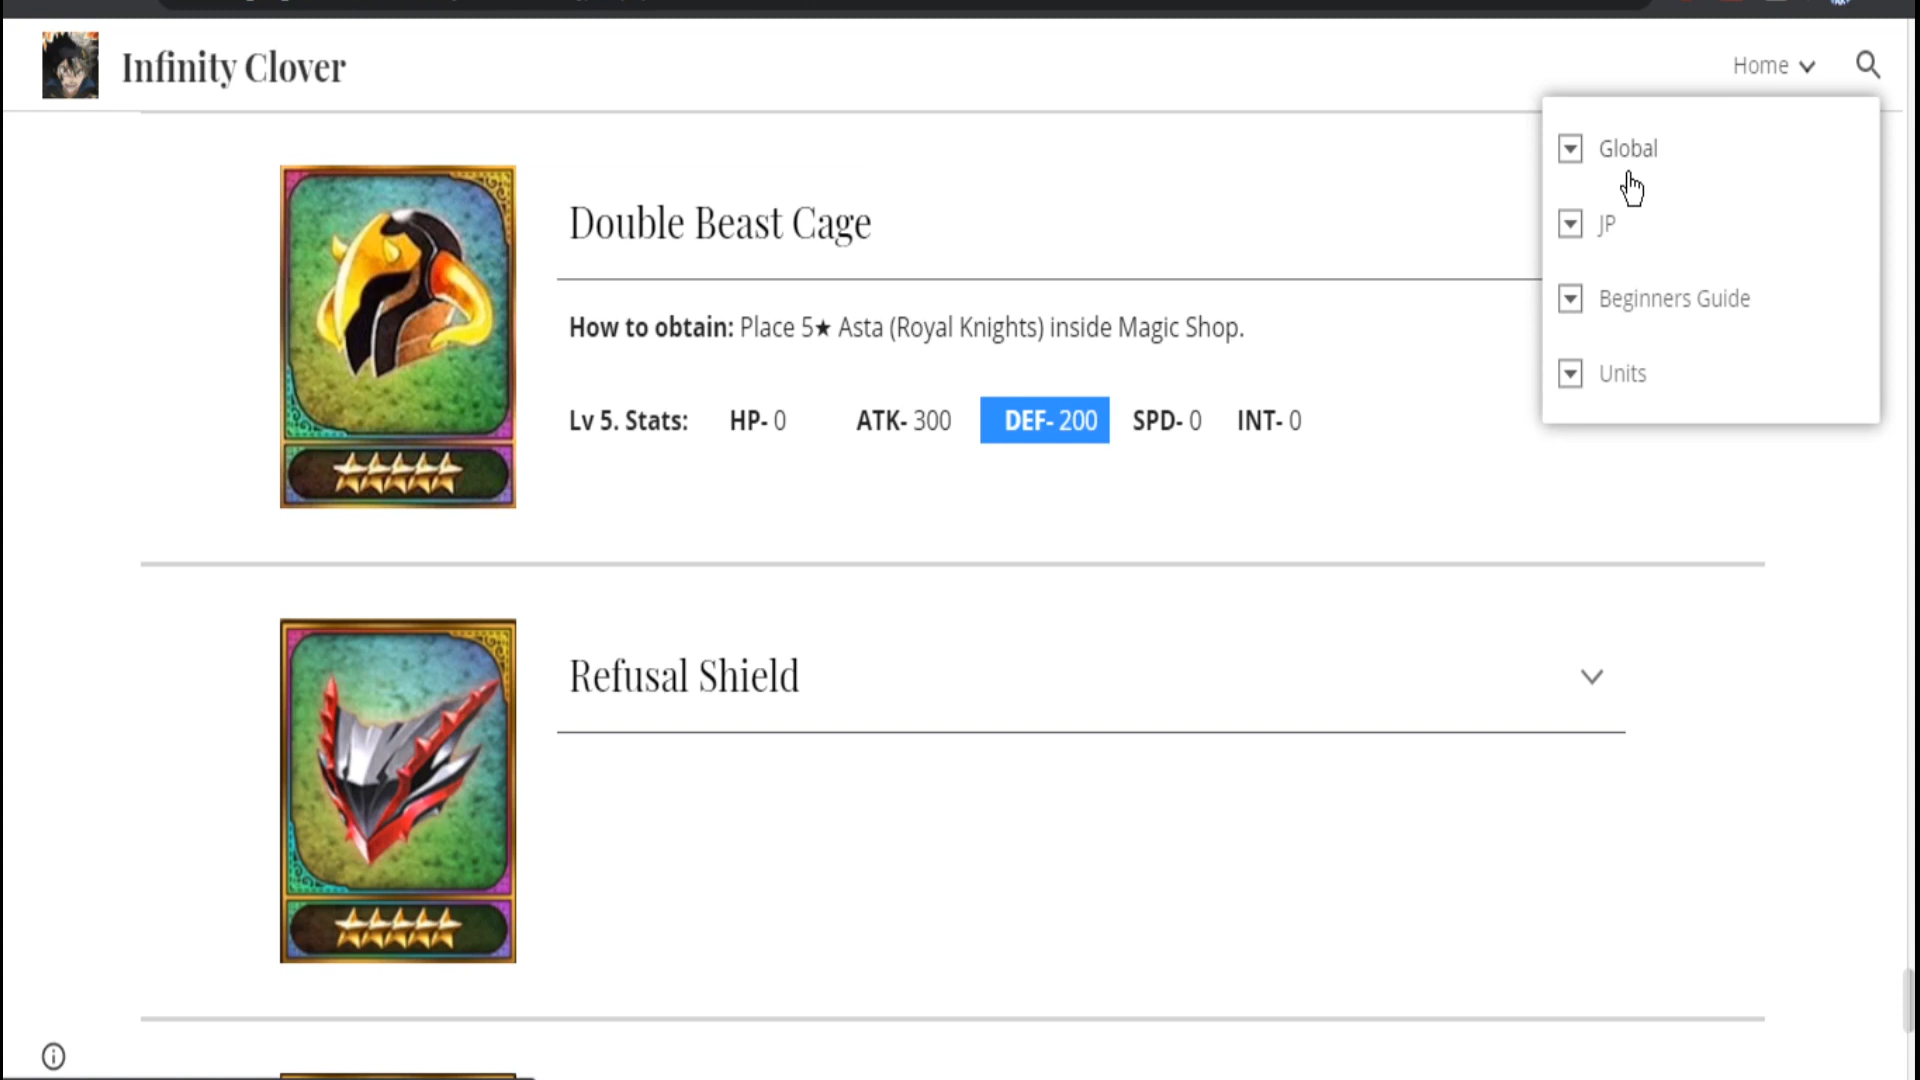 Infinity Clover
Home
Global
JP
Beginners Guide
Units
Double Beast Cage
How to obtain: Place 5★ Asta (Royal Knights) inside Magic Shop.
Lv 5. Stats: HP- 0 ATK- 300 DEF- 200 SPD- 0 INT- 0
Refusal Shield